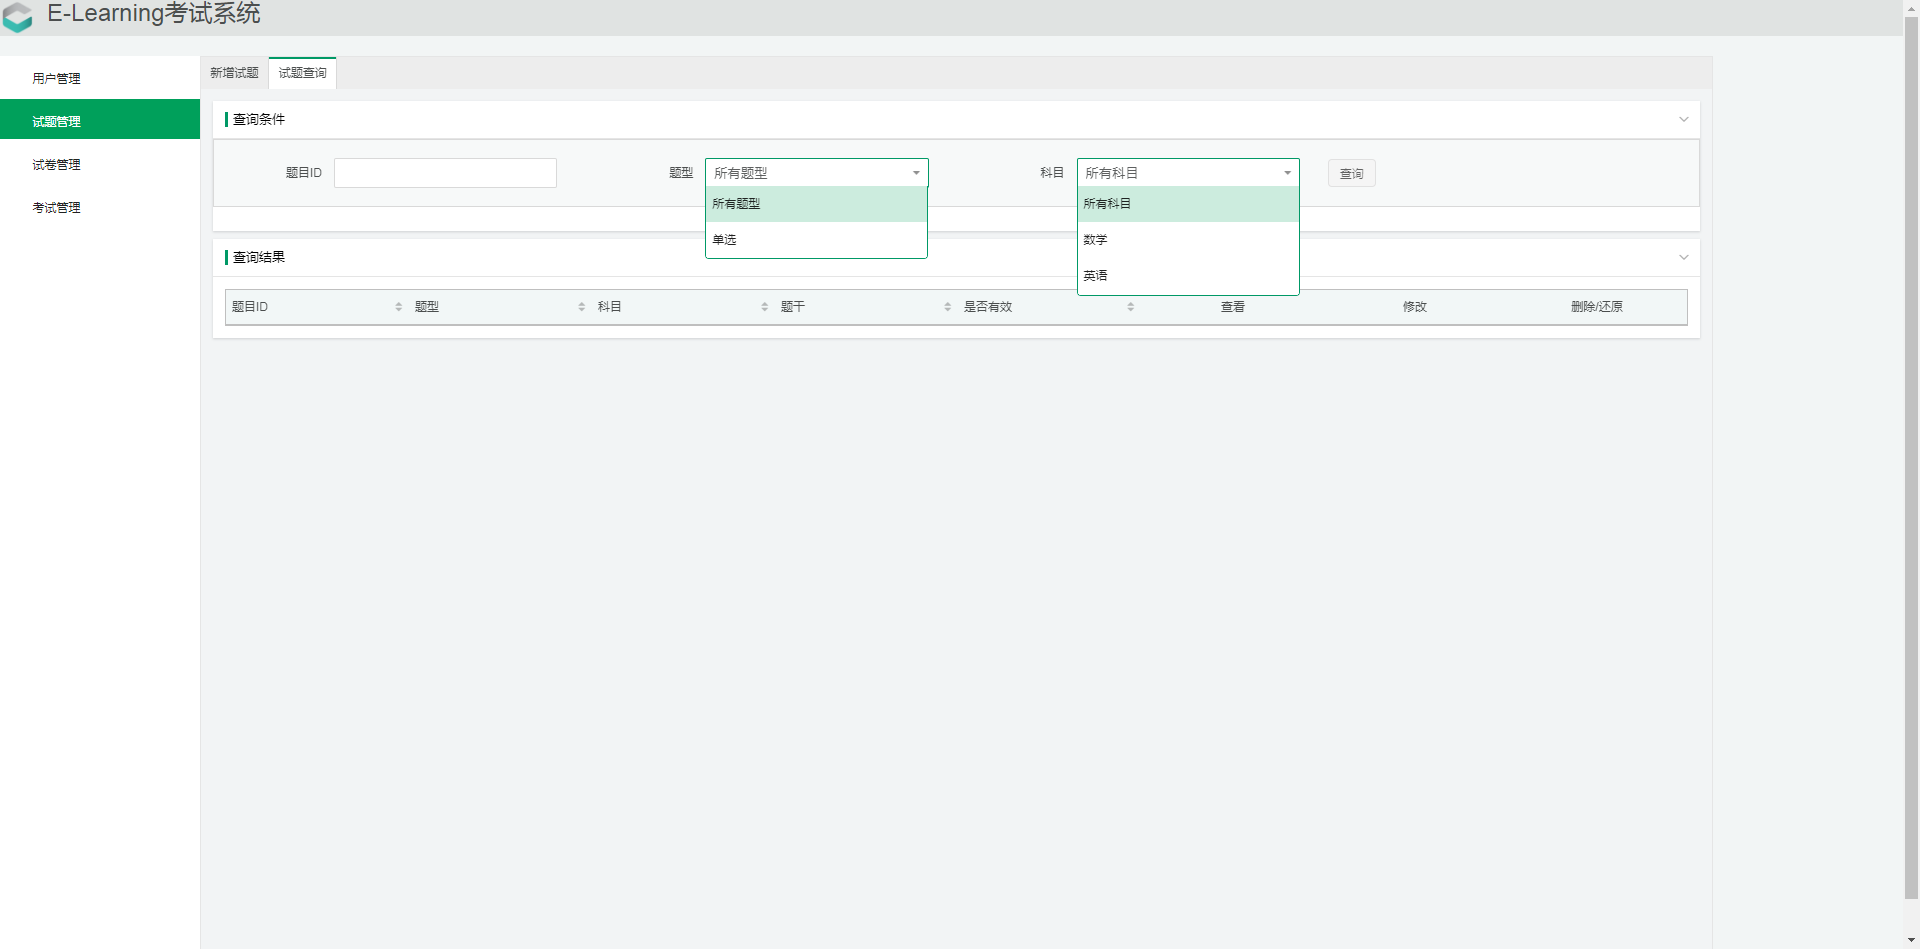 E-Learning考试系统
用户管理
试题管理
试卷管理
考试管理
新增试题 试题查询
查询条件
题目ID 题型 所有题型 科目 所有科目 查询
所有题型
单选
所有科目
数学
英语
查询结果
题目ID 题型 科目 题干 是否有效 查看 修改 删除/还原